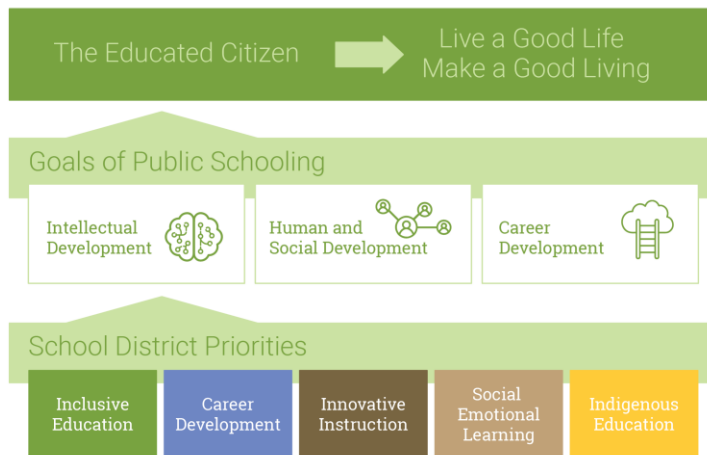 The Educated Citizen
Live a Good Life
Make a Good Living
Goals of Public Schooling
Intellectual
Development
Human and
Social Development
Career
Development
School District Priorities
Inclusive
Education
Career
Development
Innovative
Instruction
Social
Emotional
Learning
Indigenous
Education